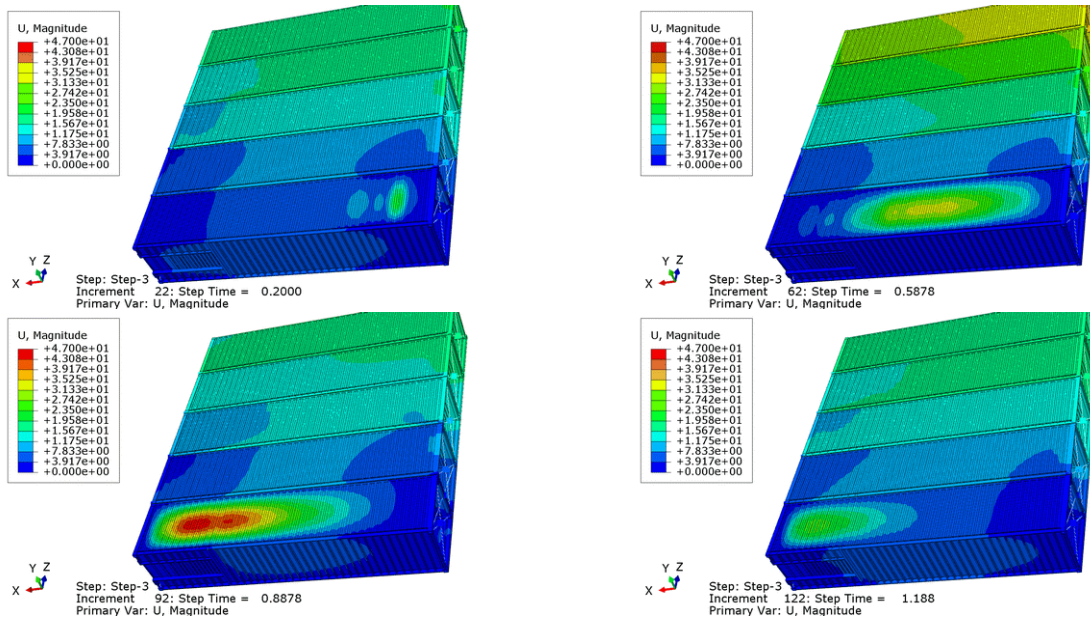 U, Magnitude
+4.700e+01
+4.308e+01
+3.917e+01
+3.525e+01
+3.133e+01
+2.742e+01
+2.350e+01
+1.958e+01
+1.567e+01
+1.175e+01
+7.833e+00
+3.917e+00
+0.000e+00
Y Z
X
Step: Step-3
Increment 22: Step Time = 0.2000
Primary Var: U, Magnitude
U, Magnitude
+4.700e+01
+4.308e+01
+3.917e+01
+3.525e+01
+3.133e+01
+2.742e+01
+2.350e+01
+1.958e+01
+1.567e+01
+1.175e+01
+7.833e+00
+3.917e+00
+0.000e+00
Y Z
X
Step: Step-3
Increment 62: Step Time = 0.5878
Primary Var: U, Magnitude
U, Magnitude
+4.700e+01
+4.308e+01
+3.917e+01
+3.525e+01
+3.133e+01
+2.742e+01
+2.350e+01
+1.958e+01
+1.567e+01
+1.175e+01
+7.833e+00
+3.917e+00
+0.000e+00
Y Z
X
Step: Step-3
Increment 92: Step Time = 0.8878
Primary Var: U, Magnitude
U, Magnitude
+4.700e+01
+4.308e+01
+3.917e+01
+3.525e+01
+3.133e+01
+2.742e+01
+2.350e+01
+1.958e+01
+1.567e+01
+1.175e+01
+7.833e+00
+3.917e+00
+0.000e+00
Y Z
X
Step: Step-3
Increment 122: Step Time = 1.188
Primary Var: U, Magnitude